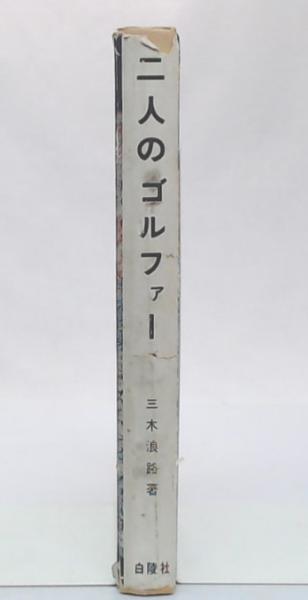 二人のゴルファー
三木浪路著
白陵社